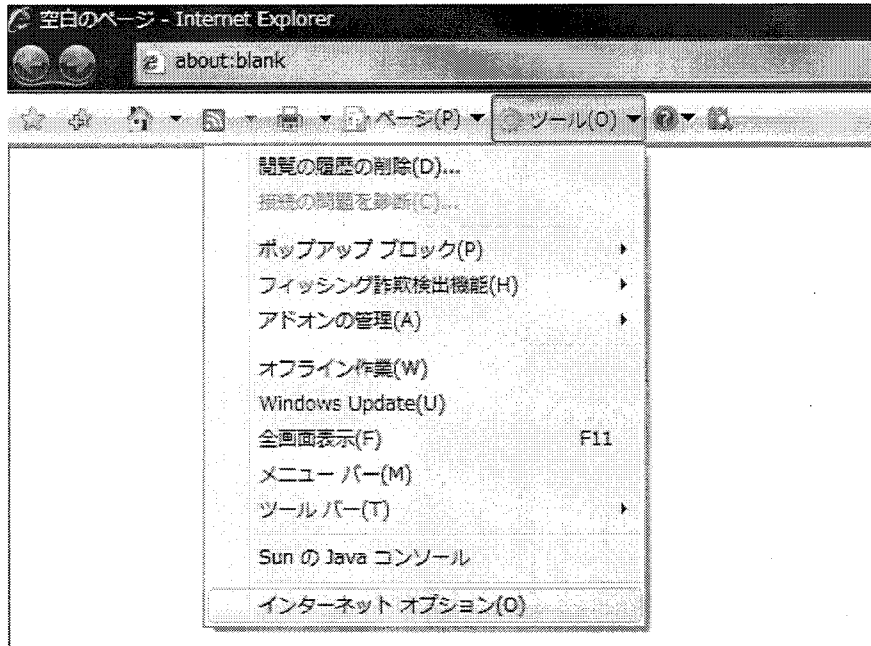 空白のページ - Internet Explorer
about:blank
ページ(P) ツール(O)
閲覧の履歴の削除(D)...
接続の問題を診断(C)...
ポップアップ ブロック(P)
フィッシング詐欺検出機能(H)
アドオンの管理(A)
オフライン作業(W)
Windows Update(U)
全画面表示(F) F11
メニュー バー(M)
ツール バー(T)
Sun の Java コンソール
インターネット オプション(O)